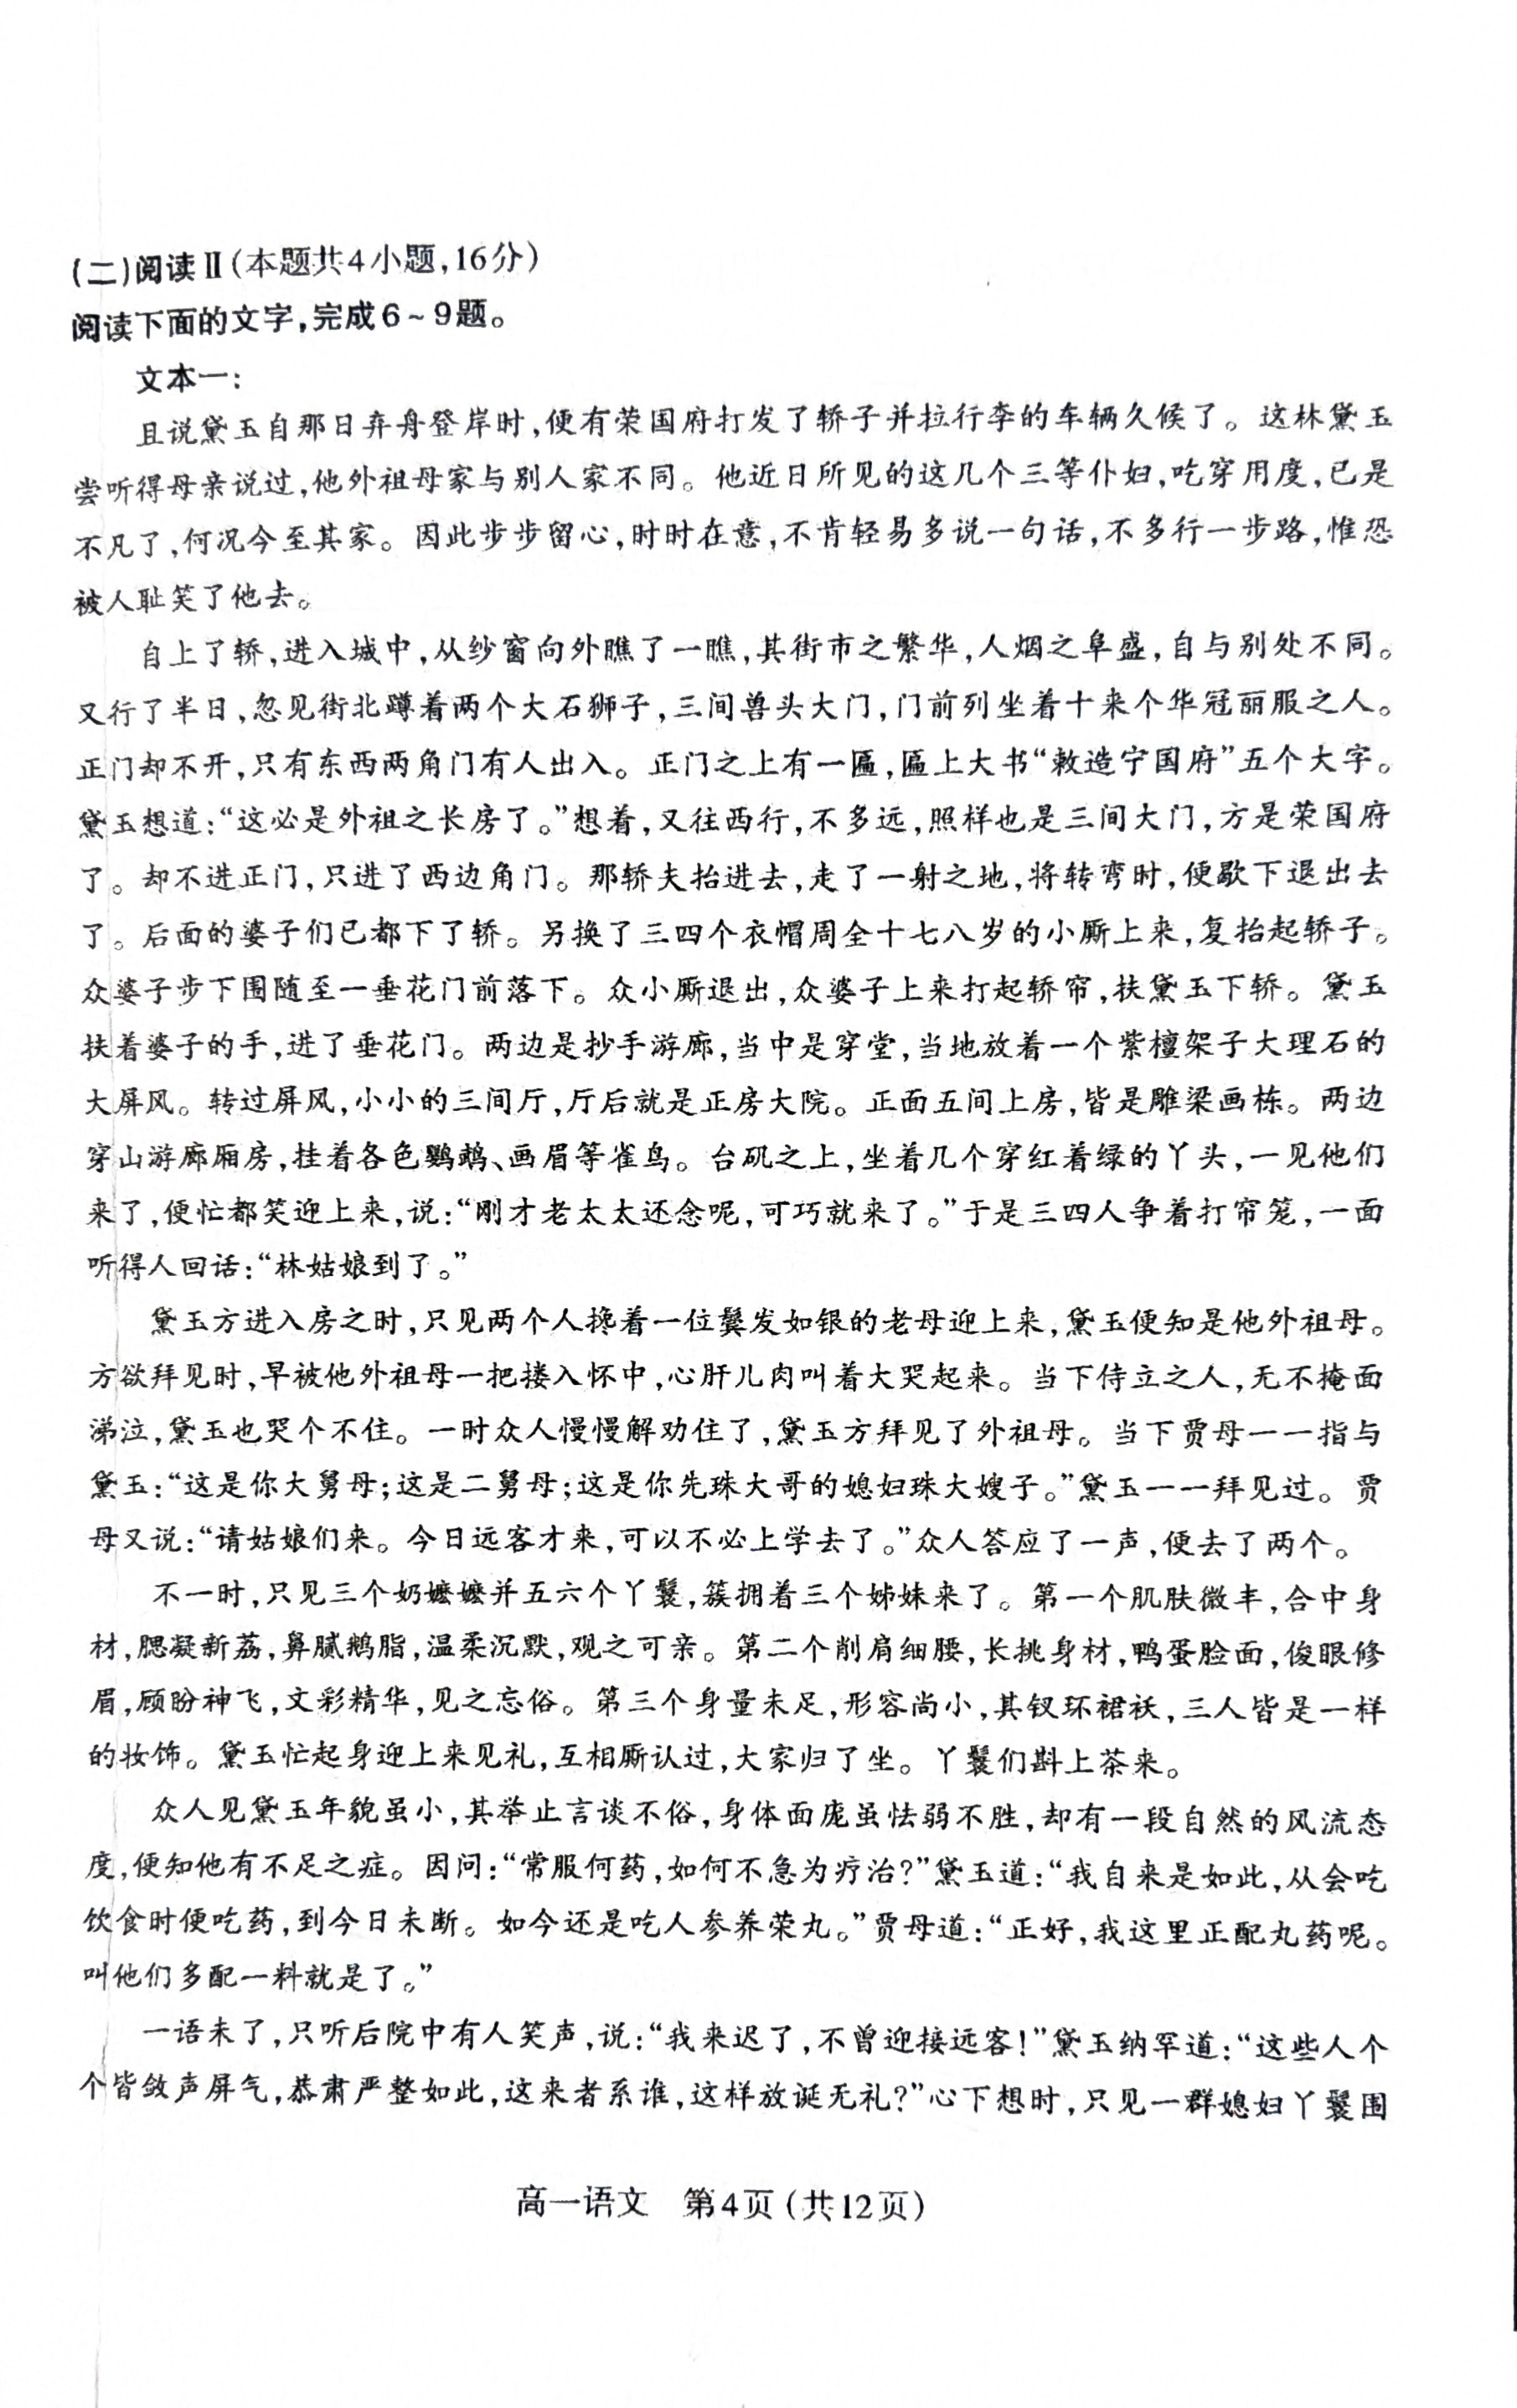 (二)阅读Ⅱ(本题共4小题,16分)
阅读下面的文字,完成6~9题。
文本一:
且说黛玉自那日弃舟登岸时,便有荣国府打发了轿子并拉行李的车辆久候了。这林黛玉
尝听得母亲说过,他外祖母家与别人家不同。他近日所见的这几个三等仆妇,吃穿用度,已是
不凡了,何况今至其家。因此步步留心,时时在意,不肯轻易多说一句话,不多行一步路,惟恐
被人耻笑了他去。
自上了轿,进入城中,从纱窗向外瞧了一瞧,其街市之繁华,人烟之阜盛,自与别处不同。
又行了半日,忽见街北蹲着两个大石狮子,三间兽头大门,门前列坐着十来个华冠丽服之人。
正门却不开,只有东西两角门有人出入。正门之上有一匾,匾上大书“敕造宁国府”五个大字。
黛玉想道:“这必是外祖之长房了。”想着,又往西行,不多远,照样也是三间大门,方是荣国府
了。却不进正门,只进了西边角门。那轿夫抬进去,走了一射之地,将转弯时,便歇下退出去
了。后面的婆子们已都下了轿。另换了三四个衣帽周全十七八岁的小厮上来,复抬起轿子。
众婆子步下围随至一垂花门前落下。众小厮退出,众婆子上来打起轿帘,扶黛玉下轿。黛玉
扶着婆子的手,进了垂花门。两边是抄手游廊,当中是穿堂,当地放着一个紫檀架子大理石的
大屏风。转过屏风,小小的三间厅,厅后就是正房大院。正面五间上房,皆是雕梁画栋。两边
穿山游廊厢房,挂着各色鹦鹉、画眉等雀鸟。台矶之上,坐着几个穿红着绿的丫头,一见他们
来了,便忙都笑迎上来,说:“刚才老太太还念呢,可巧就来了。”于是三四人争着打帘笼,一面
听得人回话:“林姑娘到了。”
黛玉方进入房之时,只见两个人搀着一位鬓发如银的老母迎上来,黛玉便知是他外祖母。
方欲拜见时,早被他外祖母一把搂入怀中,心肝儿肉叫着大哭起来。当下侍立之人,无不掩面
涕泣,黛玉也哭个不住。一时众人慢慢解劝住了,黛玉方拜见了外祖母。当下贾母一一指与
黛玉:“这是你大舅母;这是二舅母;这是你先珠大哥的媳妇珠大嫂子。”黛玉一一拜见过。贾
母又说:“请姑娘们来。今日远客才来,可以不必上学去了。”众人答应了一声,便去了两个。
不一时,只见三个奶嬷嬷并五六个丫鬟,簇拥着三个姊妹来了。第一个肌肤微丰,合中身
材,腮凝新荔,鼻腻鹅脂,温柔沉默,观之可亲。第二个削肩细腰,长挑身材,鸭蛋脸面,俊眼修
眉,顾盼神飞,文彩精华,见之忘俗。第三个身量未足,形容尚小,其钗环裙袄,三人皆是一样
的妆饰。黛玉忙起身迎上来见礼,互相厮认过,大家归了坐。丫鬟们斟上茶来。
众人见黛玉年貌虽小,其举止言谈不俗,身体面庞虽怯弱不胜,却有一段自然的风流态
度,便知他有不足之症。因问:“常服何药,如何不急为疗治?”黛玉道:“我自来是如此,从会吃
饮食时便吃药,到今日未断。如今还是吃人参养荣丸。”贾母道:“正好,我这里正配丸药呢。
叫他们多配一料就是了。”
一语未了,只听后院中有人笑声,说:“我来迟了,不曾迎接远客!”黛玉纳罕道:“这些人个
个皆敛声屏气,恭肃严整如此,这来者系谁,这样放诞无礼?”心下想时,只见一群媳妇丫鬟围
高一语文 第4页(共12页)